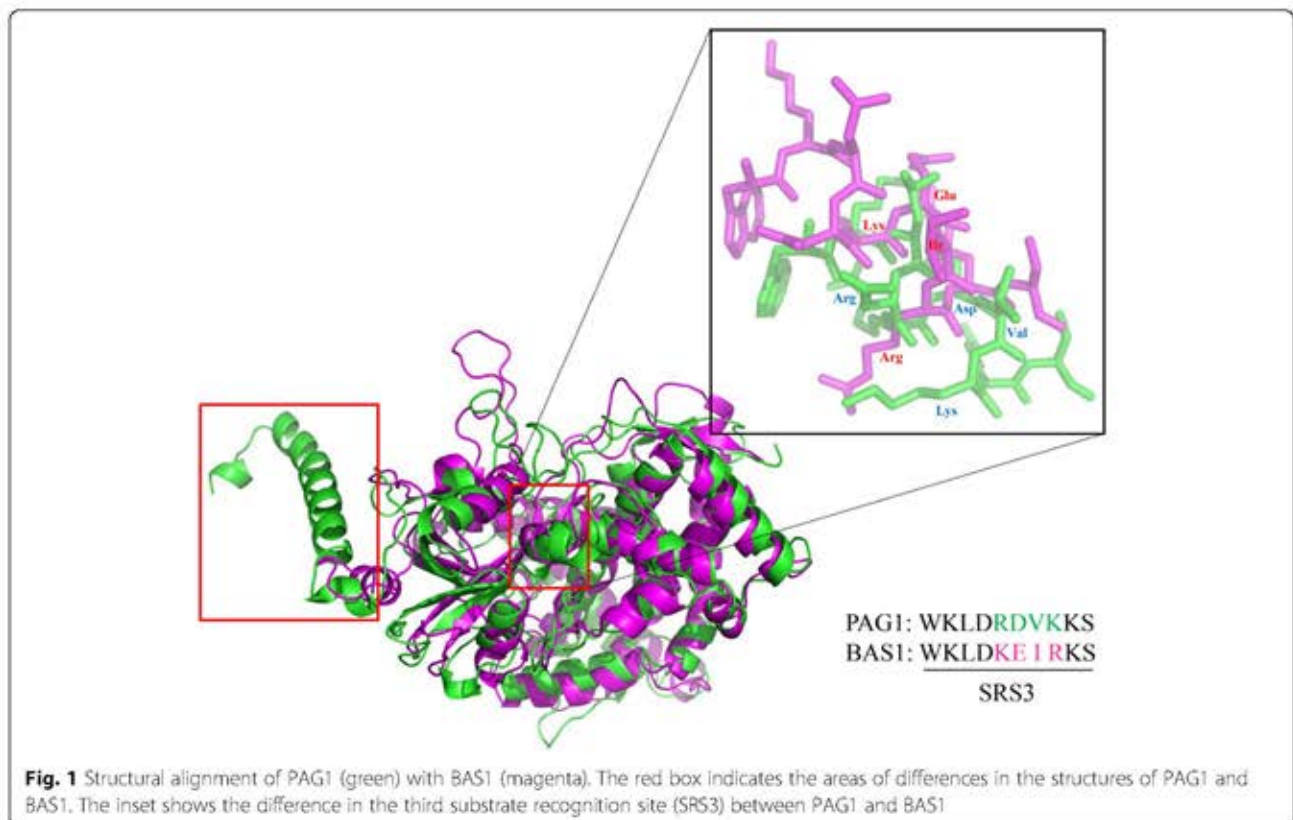 Glu
Lys
Ile
Arg
Asp
Val
Arg
Lys
PAG1: WKLDRDVKKS
BAS1: WKLDKE I RKS
SRS3
Fig. 1 Structural alignment of PAG1 (green) with BAS1 (magenta). The red box indicates the areas of differences in the structures of PAG1 and
BAS1. The inset shows the difference in the third substrate recognition site (SRS3) between PAG1 and BAS1